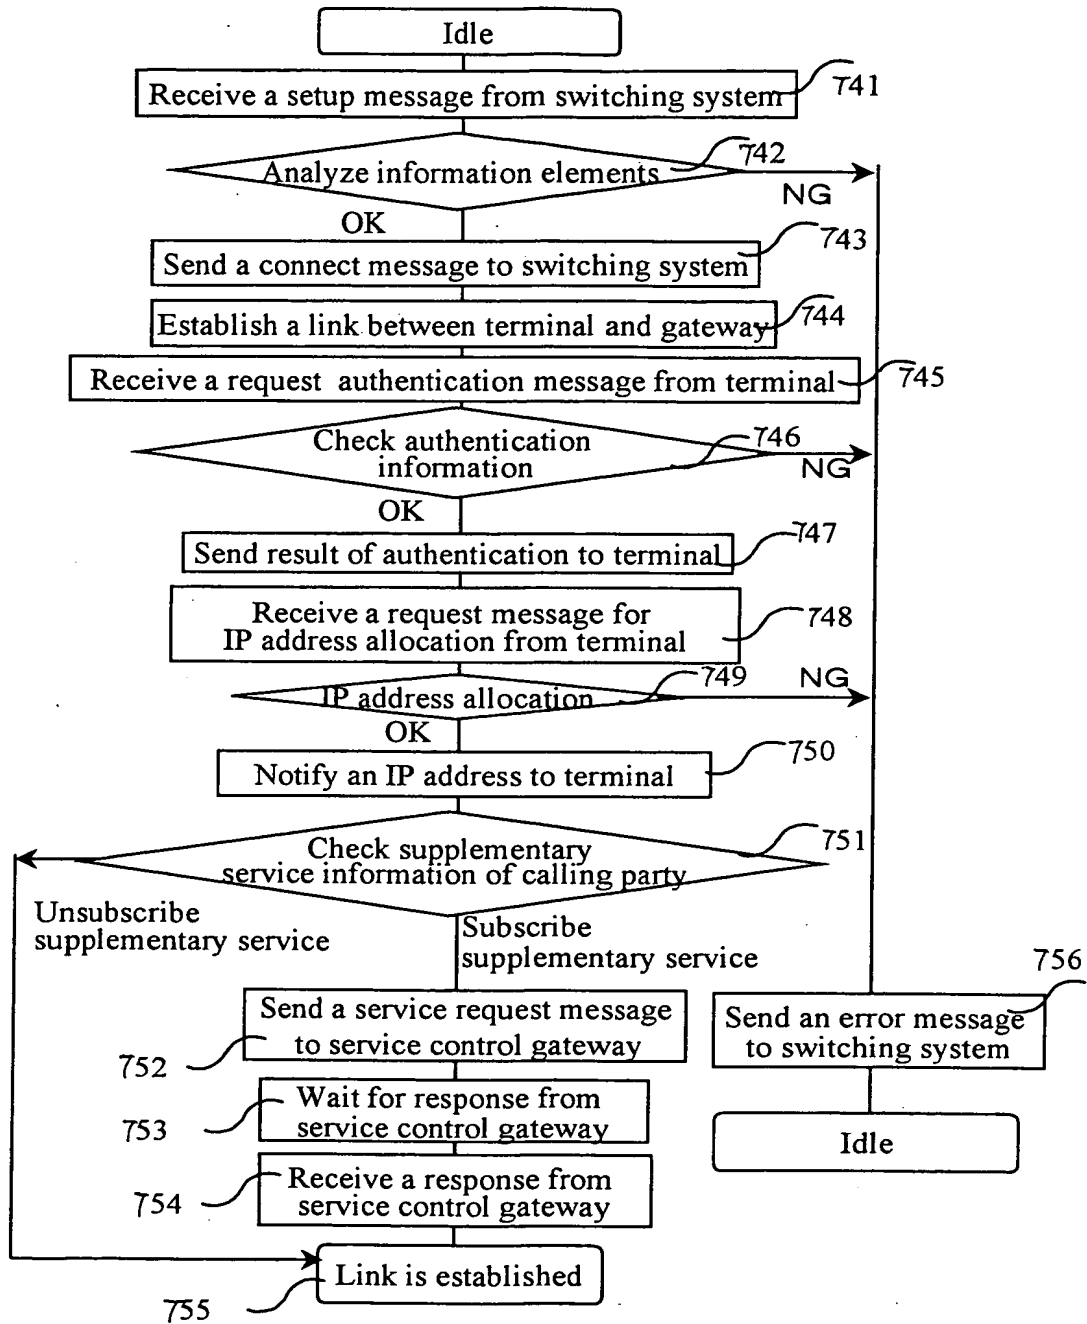 Idle
Receive a setup message from switching system
741
Analyze information elements
742
NG
OK
743
Send a connect message to switching system
Establish a link between terminal and gateway
744
Receive a request authentication message from terminal
745
Check authentication
information
746
NG
OK
Send result of authentication to terminal
747
Receive a request message for
IP address allocation from terminal
748
IP address allocation
749
NG
OK
Notify an IP address to terminal
750
Check supplementary
service information of calling party
751
Unsubscribe
supplementary service
Subscribe
supplementary service
756
Send a service request message
to service control gateway
752
Send an error message
to switching system
Wait for response from
service control gateway
753
Idle
Receive a response from
service control gateway
754
Link is established
755